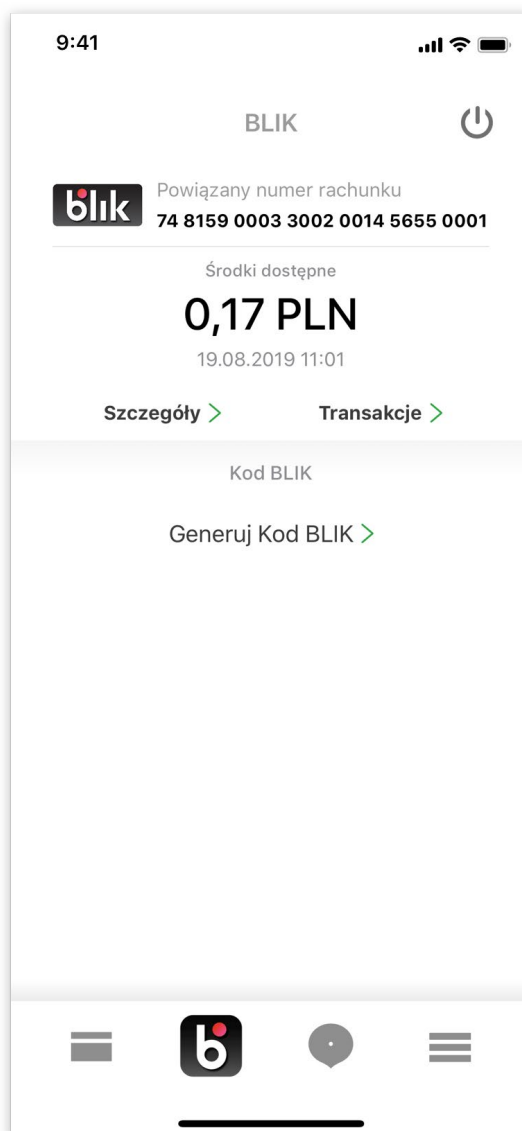 9:41
BLIK
blik
Powiązany numer rachunku
74 8159 0003 3002 0014 5655 0001
Środki dostępne
0,17 PLN
19.08.2019 11:01
Szczegóły
Transakcje
Kod BLIK
Generuj Kod BLIK
b